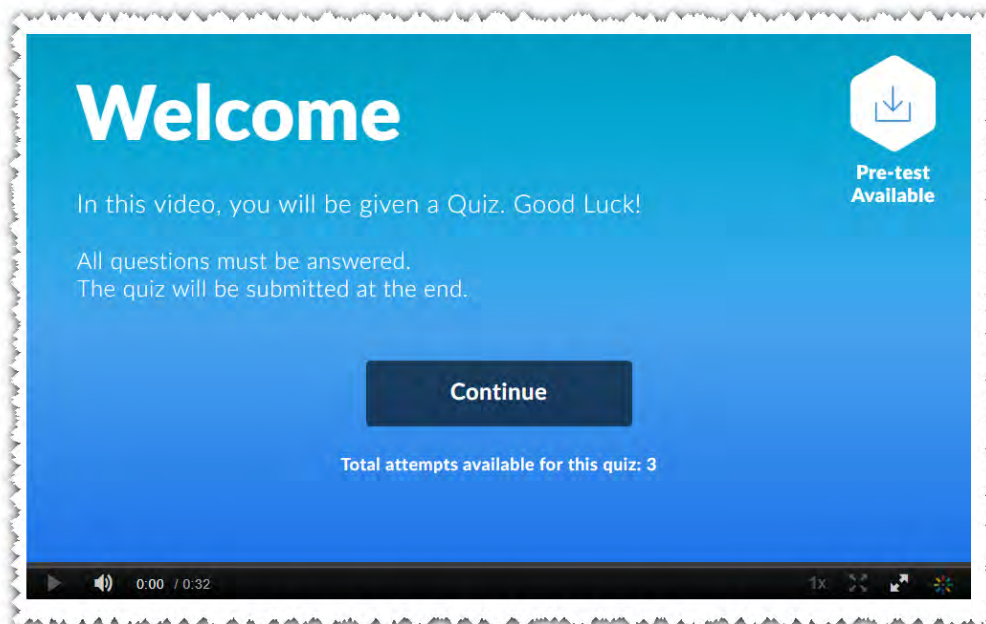 Welcome
Pre-test
Available
In this video, you will be given a Quiz. Good Luck!
All questions must be answered.
The quiz will be submitted at the end.
Continue
Total attempts available for this quiz: 3
0:00 / 0:32
1x